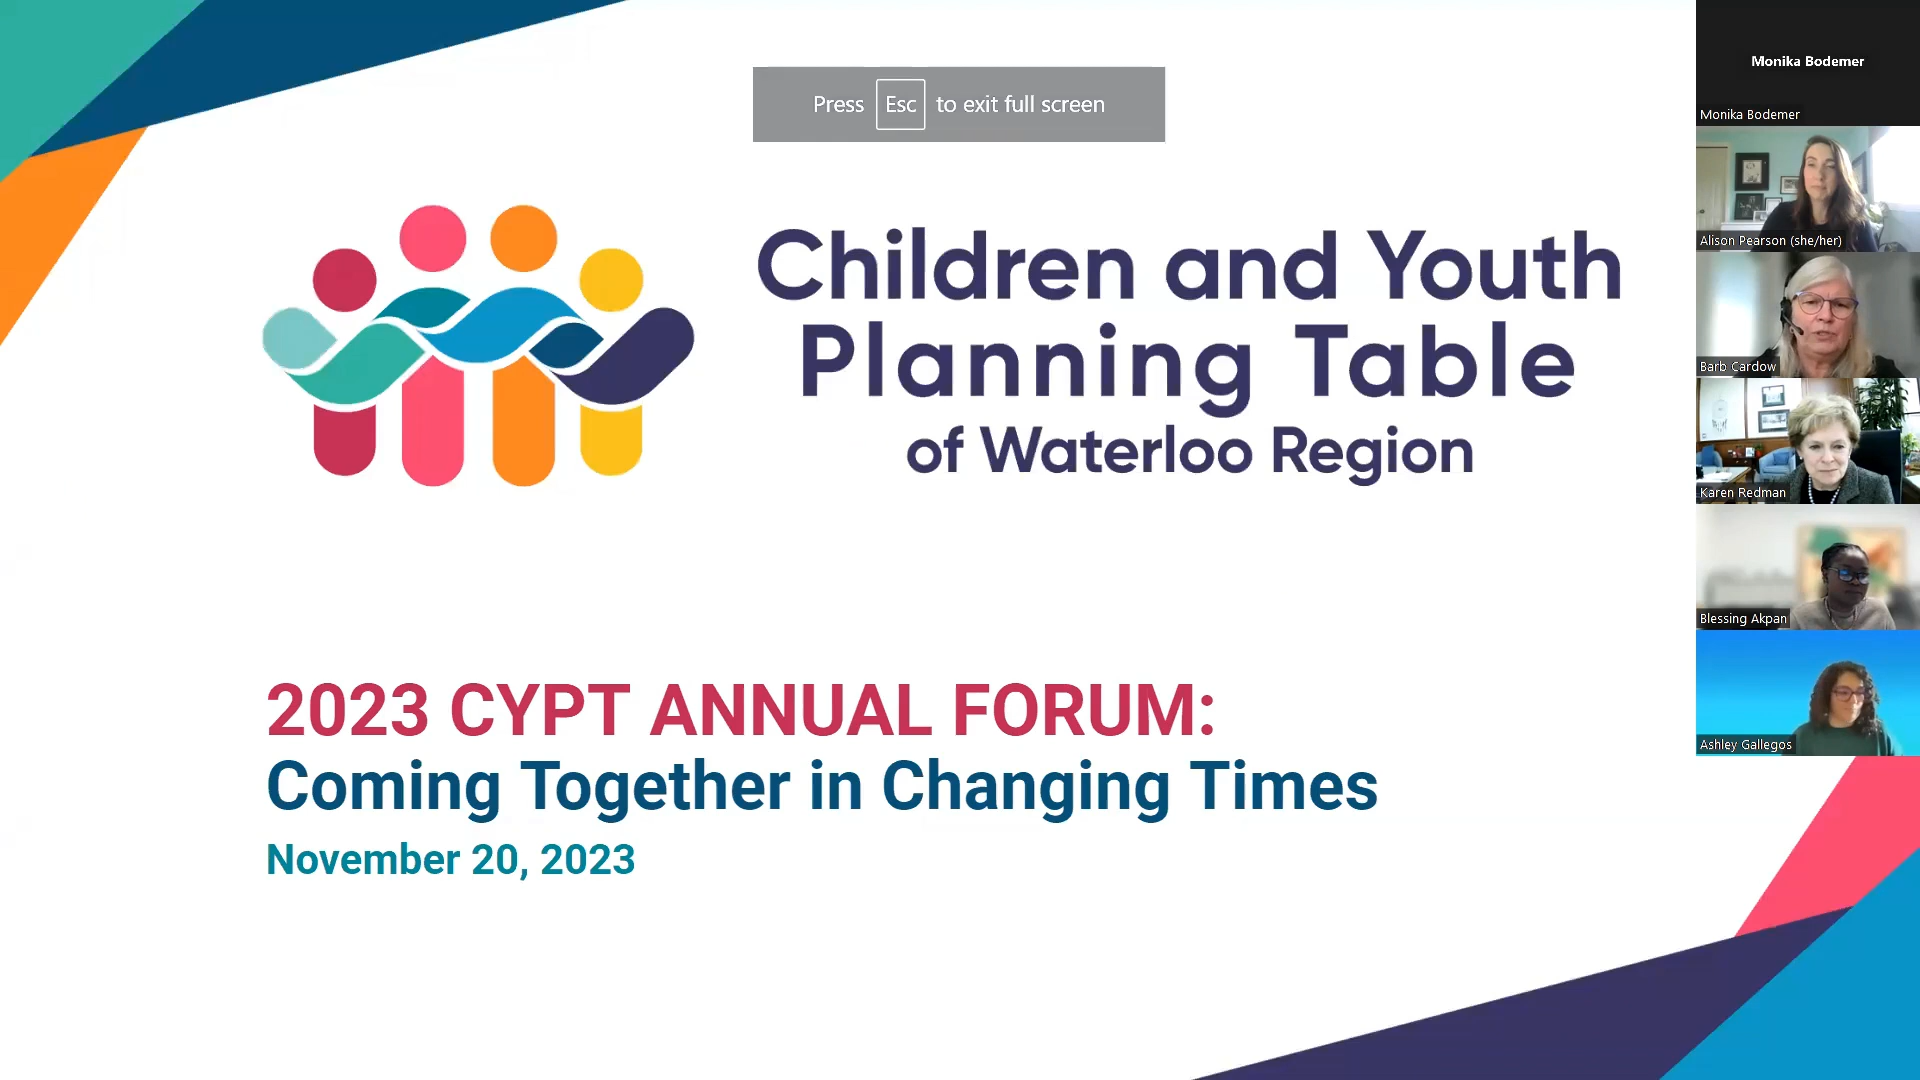 Press Esc to exit full screen
Children and Youth
Planning Table
of Waterloo Region
2023 CYPT ANNUAL FORUM:
Coming Together in Changing Times
November 20, 2023
Monika Bodemer
Monika Bodemer
Alison Pearson (she/her)
Barb Cardow
Karen Redman
Blessing Akpan
Ashley Gallegos